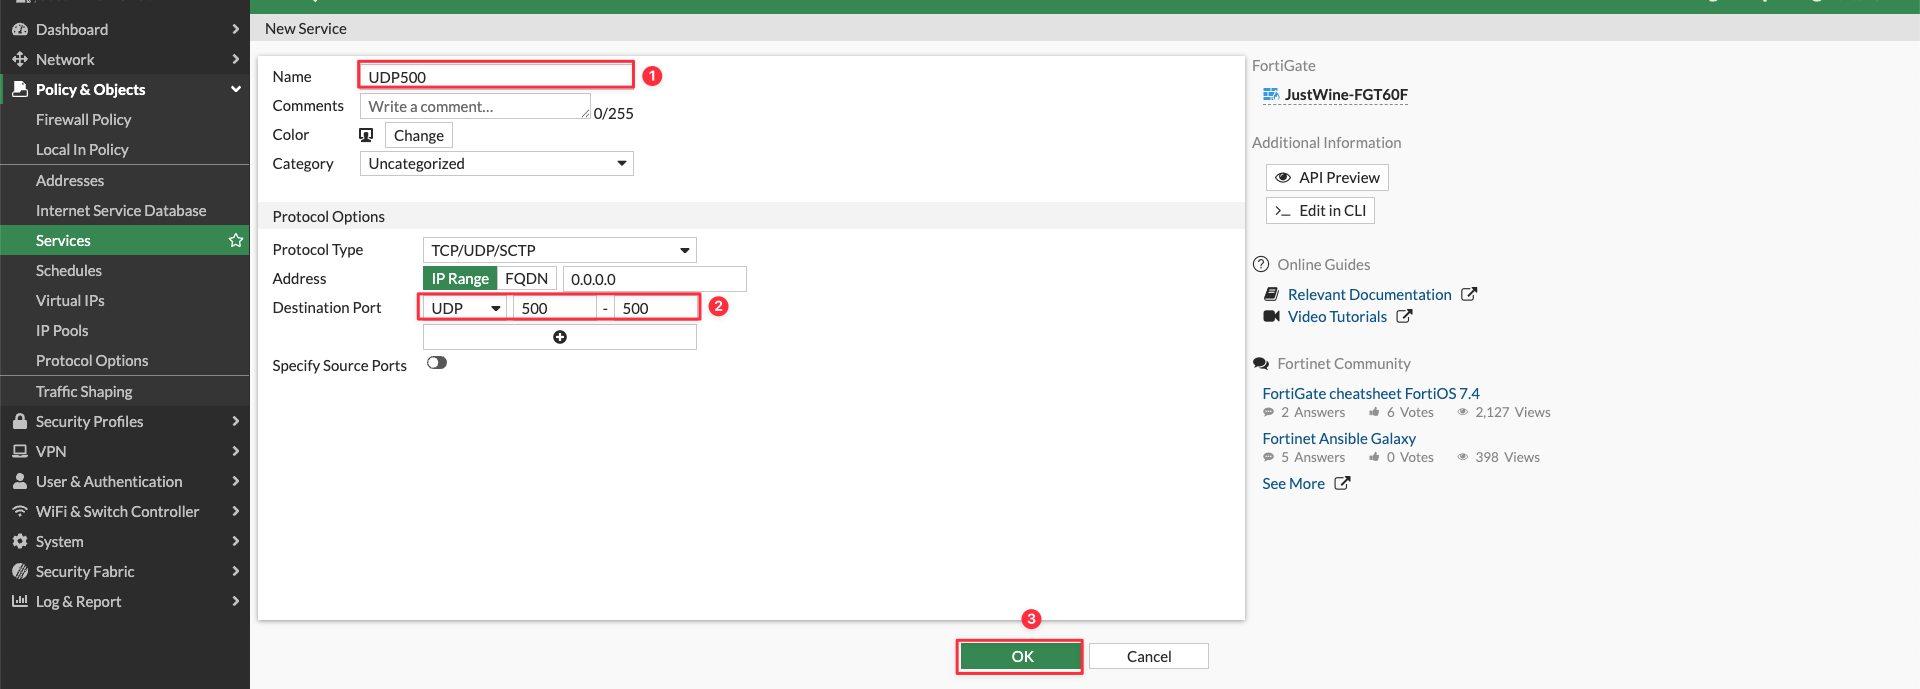 Dashboard
Network
Policy & Objects
Firewall Policy
Local In Policy
Addresses
Internet Service Database
Services
Schedules
Virtual IPs
IP Pools
Protocol Options
Traffic Shaping
Security Profiles
VPN
User & Authentication
WiFi & Switch Controller
System
Security Fabric
Log & Report
New Service
Name UDP500 1
Comments Write a comment... 0/255
Color Change
Category Uncategorized
Protocol Options
Protocol Type TCP/UDP/SCTP
Address IP Range FQDN 0.0.0.0
Destination Port UDP 500 - 500 2
Specify Source Ports
3
OK Cancel
FortiGate
JustWine-FGT60F
Additional Information
API Preview
>_ Edit in CLI
Online Guides
Relevant Documentation
Video Tutorials
Fortinet Community
FortiGate cheatsheet FortiOS 7.4
2 Answers 6 Votes 2,127 Views
Fortinet Ansible Galaxy
5 Answers 0 Votes 398 Views
See More